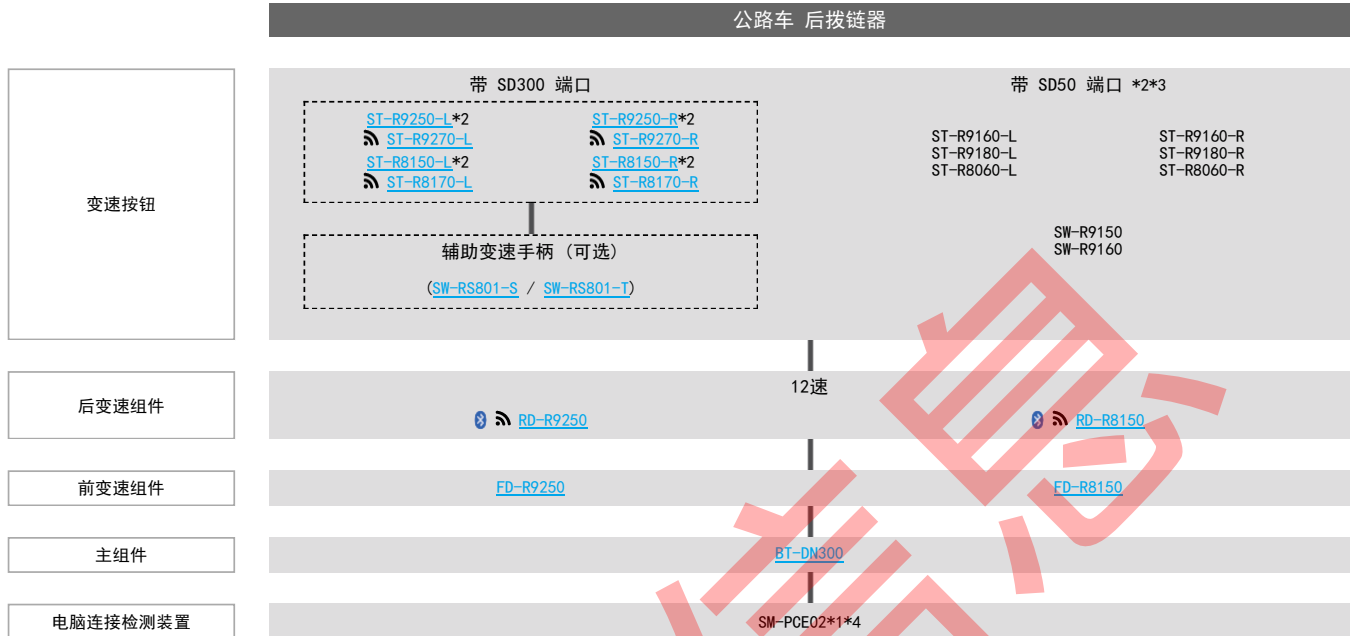 公路车 后拨链器
变速按钮
带 SD300 端口
ST-R9250-L*2 ST-R9250-R*2
ST-R9270-L ST-R9270-R
ST-R8150-L*2 ST-R8150-R*2
ST-R8170-L ST-R8170-R
辅助变速手柄 (可选)
(SW-RS801-S / SW-RS801-T)
带 SD50 端口 *2*3
ST-R9160-L ST-R9160-R
ST-R9180-L ST-R9180-R
ST-R8060-L ST-R8060-R
SW-R9150
SW-R9160
后变速组件
12速
RD-R9250 RD-R8150
前变速组件
FD-R9250 FD-R8150
主组件
BT-DN300
电脑连接检测装置
SM-PCE02*1*4
信息